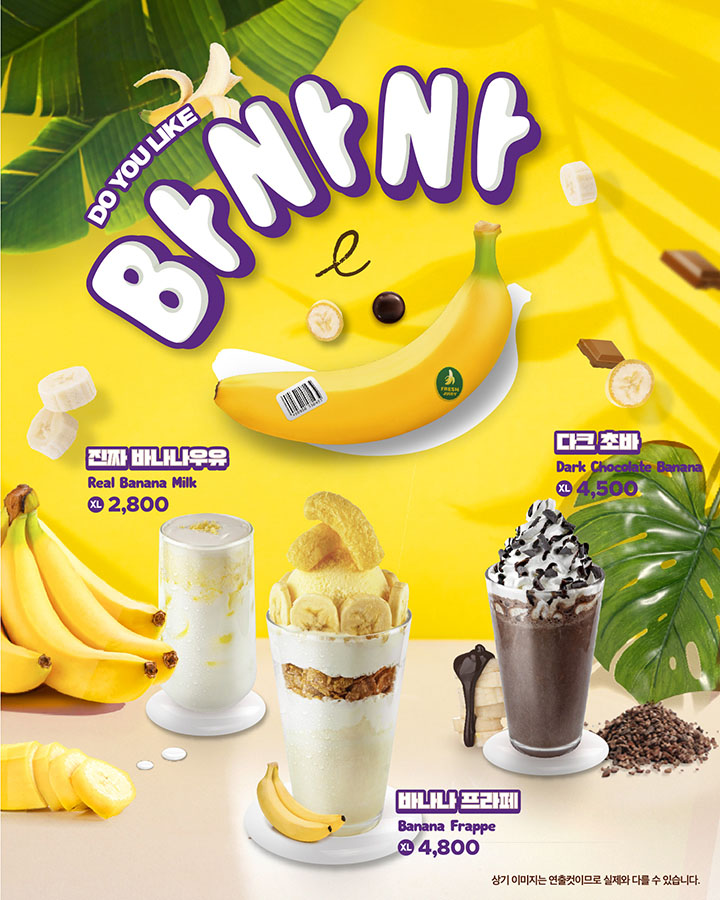 DO YOU LIKE
바나나
FRESH
진짜 바나나우유
Real Banana Milk
XL 2,800
다크 초바
Dark Chocolate Banana
XL 4,500
바나나 프라페
Banana Frappe
XL 4,800
상기 이미지는 연출컷이므로 실제와 다를 수 있습니다.